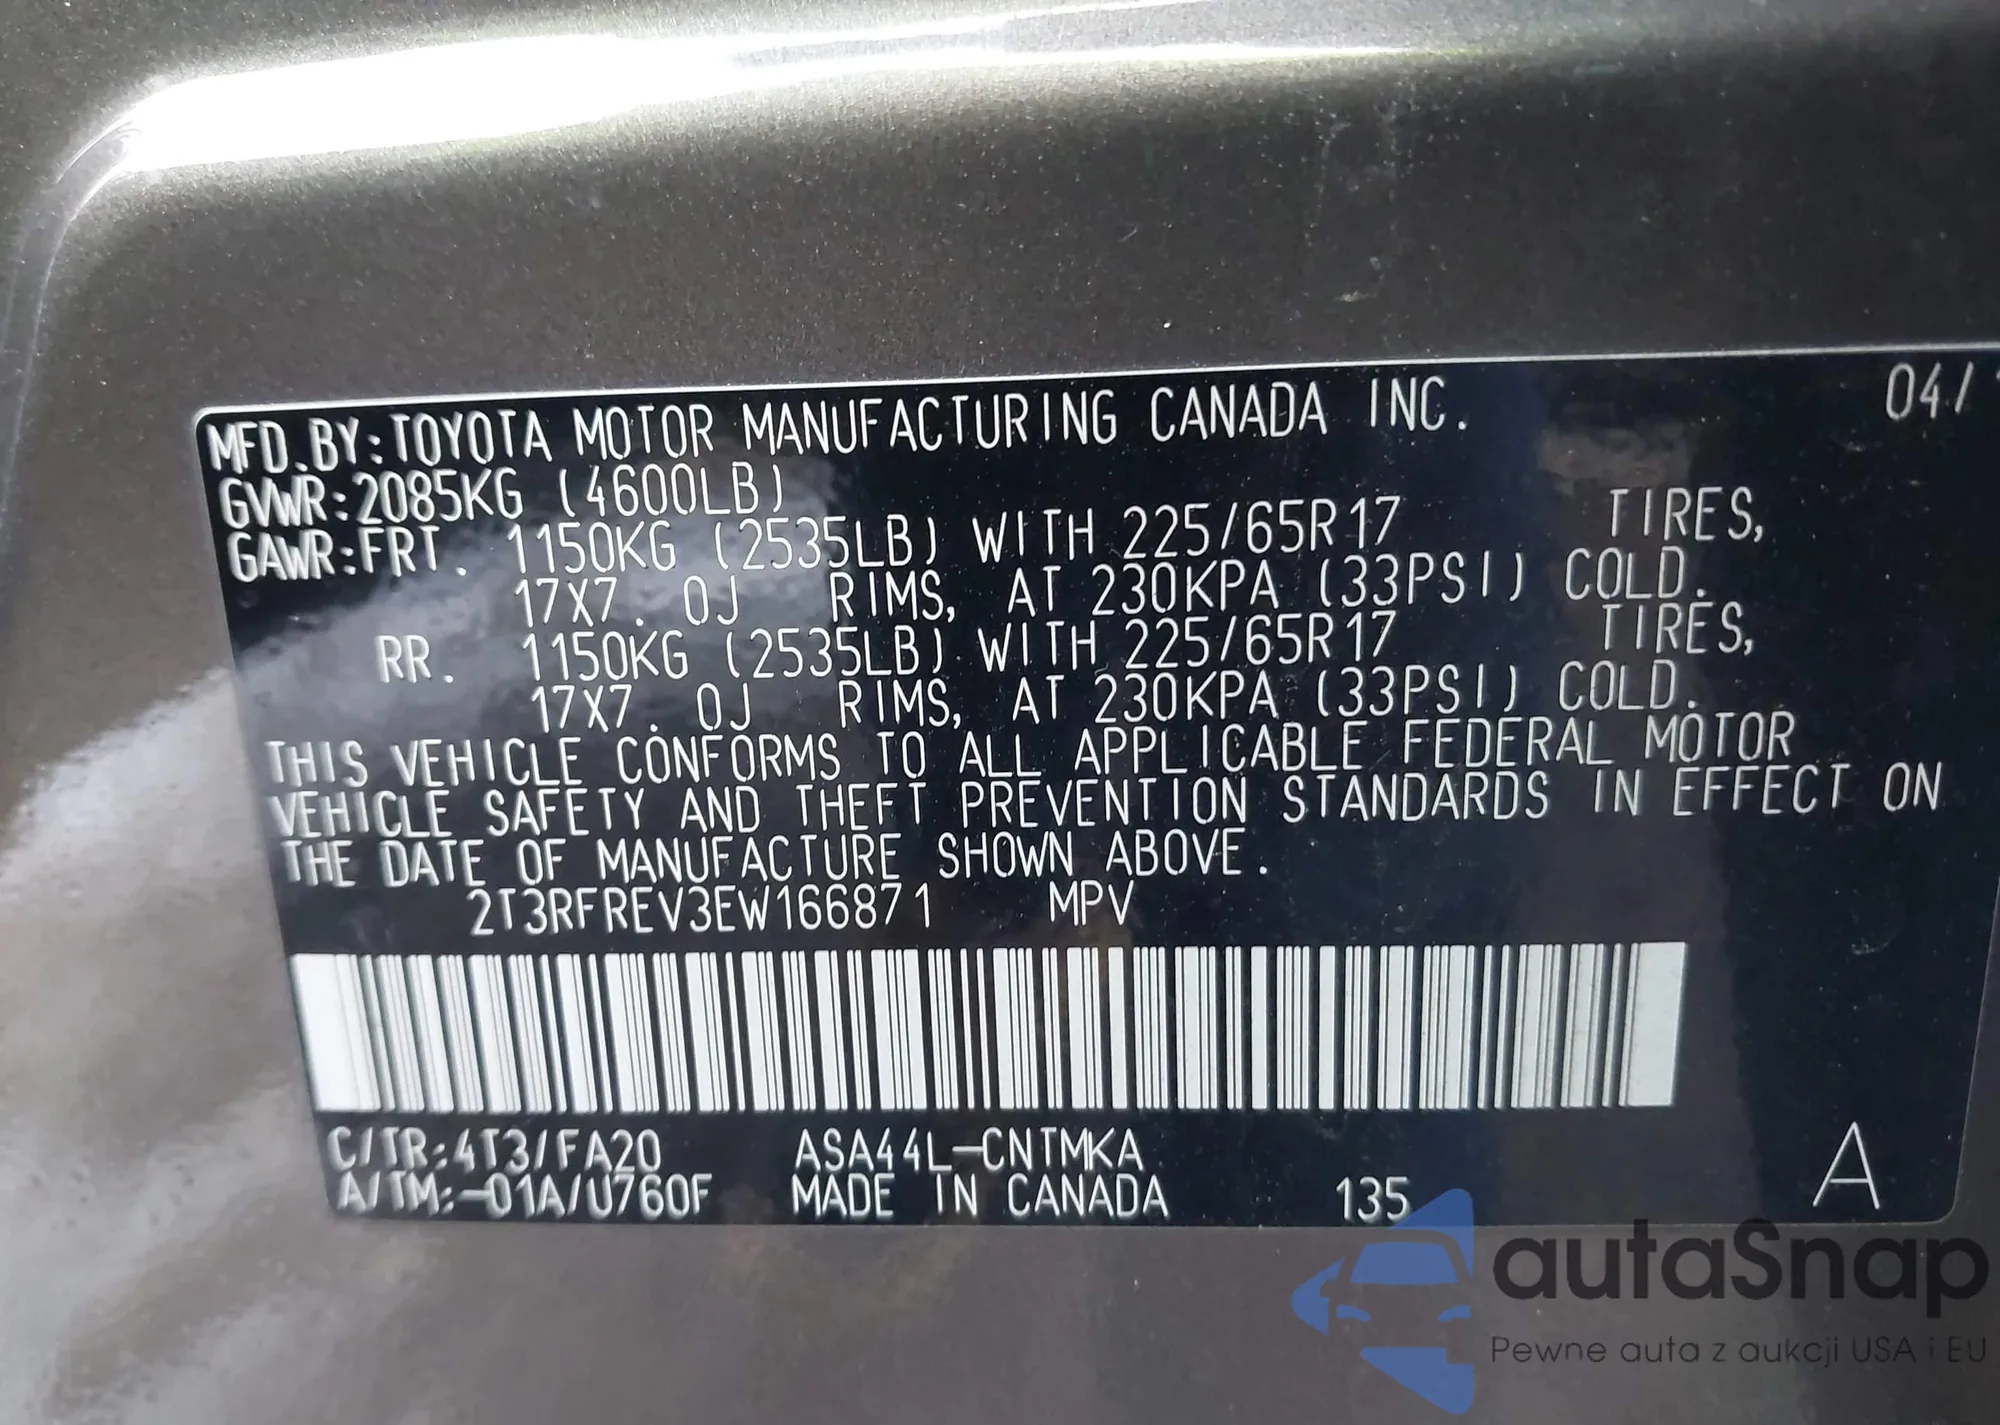 MFD.BY:TOYOTA MOTOR MANUFACTURING CANADA INC. 04/
GVWR:2085KG (4600LB)
GAWR:FRT. 1150KG (2535LB) WITH 225/65R17 TIRES,
17X7.0J RIMS, AT 230KPA (33PSI) COLD.
RR. 1150KG (2535LB) WITH 225/65R17 TIRES,
17X7.0J RIMS, AT 230KPA (33PSI) COLD.
THIS VEHICLE CONFORMS TO ALL APPLICABLE FEDERAL MOTOR
VEHICLE SAFETY AND THEFT PREVENTION STANDARDS IN EFFECT ON
THE DATE OF MANUFACTURE SHOWN ABOVE.
2T3RFREV3EW166871 MPV
C/TR:4T3/FA20 ASA44L-CNTMKA
A/TM:-01A/U760F MADE IN CANADA 135 A
autaSnap
Pewne auta z aukcji USA i EU